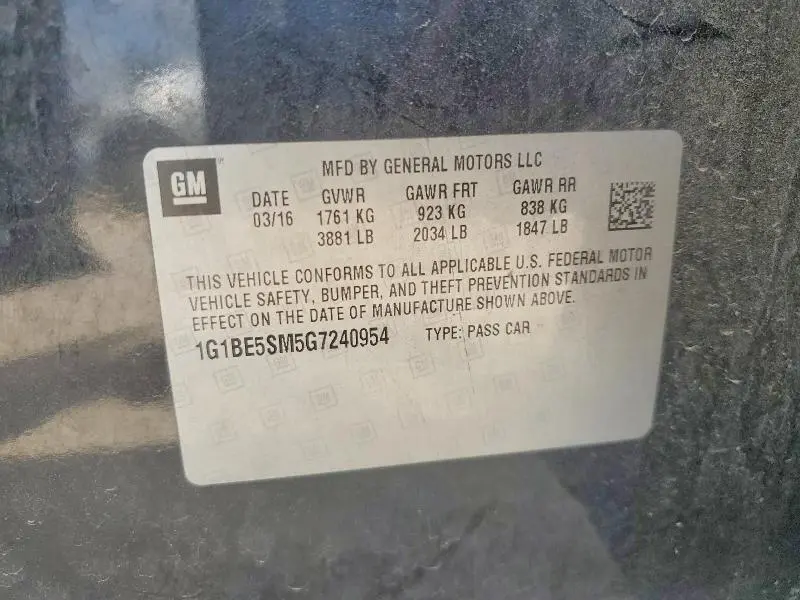 GM
MFD BY GENERAL MOTORS LLC
DATE GVWR GAWR FRT GAWR RR
03/16 1761 KG 923 KG 838 KG
3881 LB 2034 LB 1847 LB
THIS VEHICLE CONFORMS TO ALL APPLICABLE U.S. FEDERAL MOTOR
VEHICLE SAFETY, BUMPER, AND THEFT PREVENTION STANDARDS IN
EFFECT ON THE DATE OF MANUFACTURE SHOWN ABOVE.
1G1BE5SM5G7240954 TYPE: PASS CAR